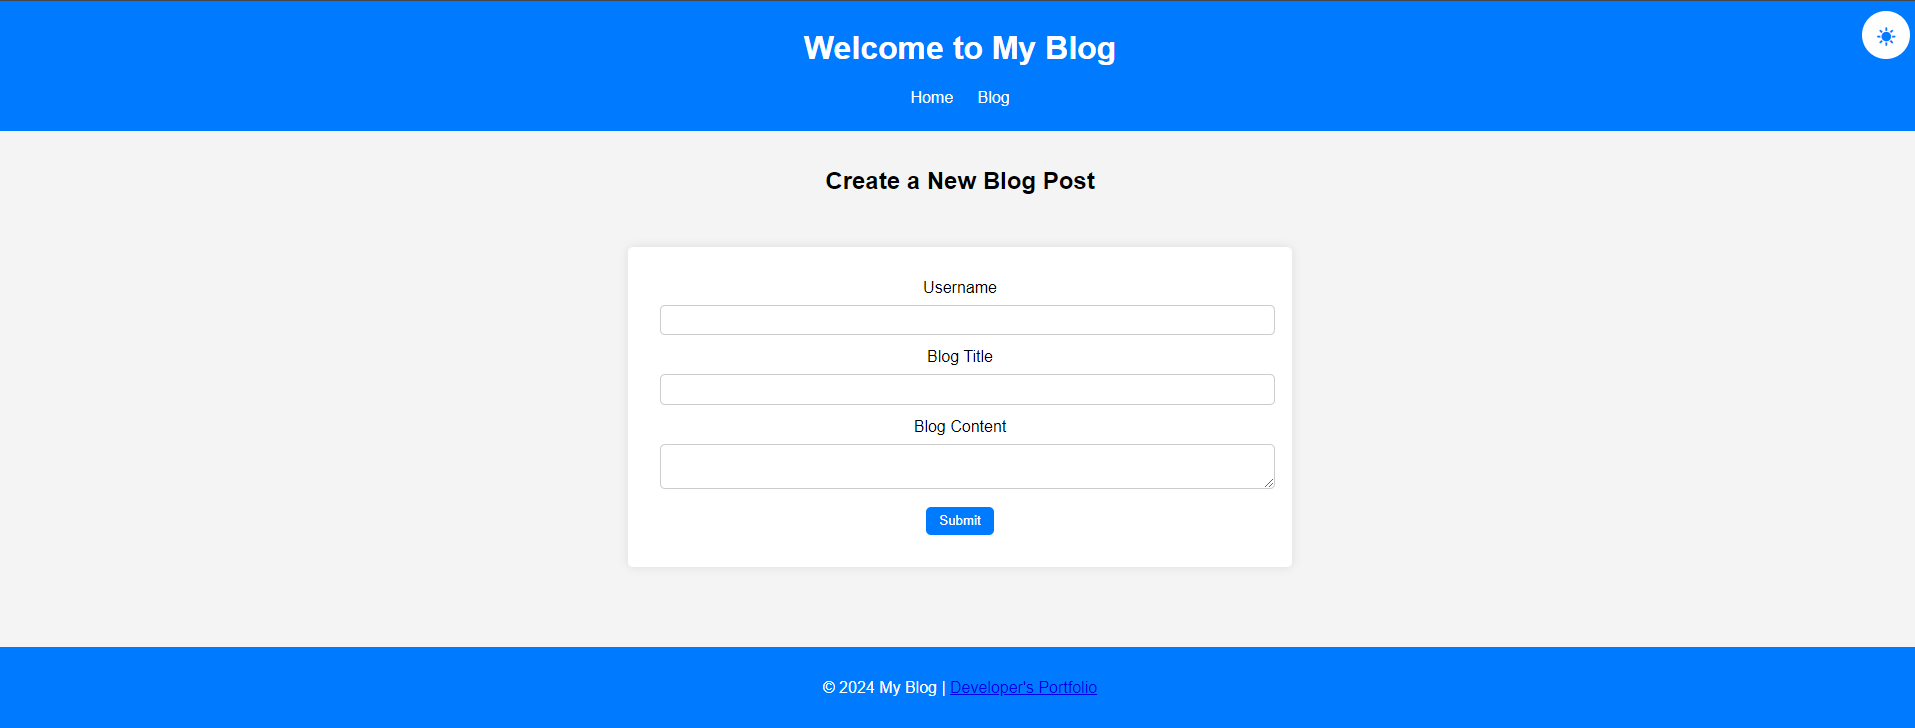 Welcome to My Blog
Home Blog
Create a New Blog Post
Username
Blog Title
Blog Content
Submit
© 2024 My Blog | Developer's Portfolio